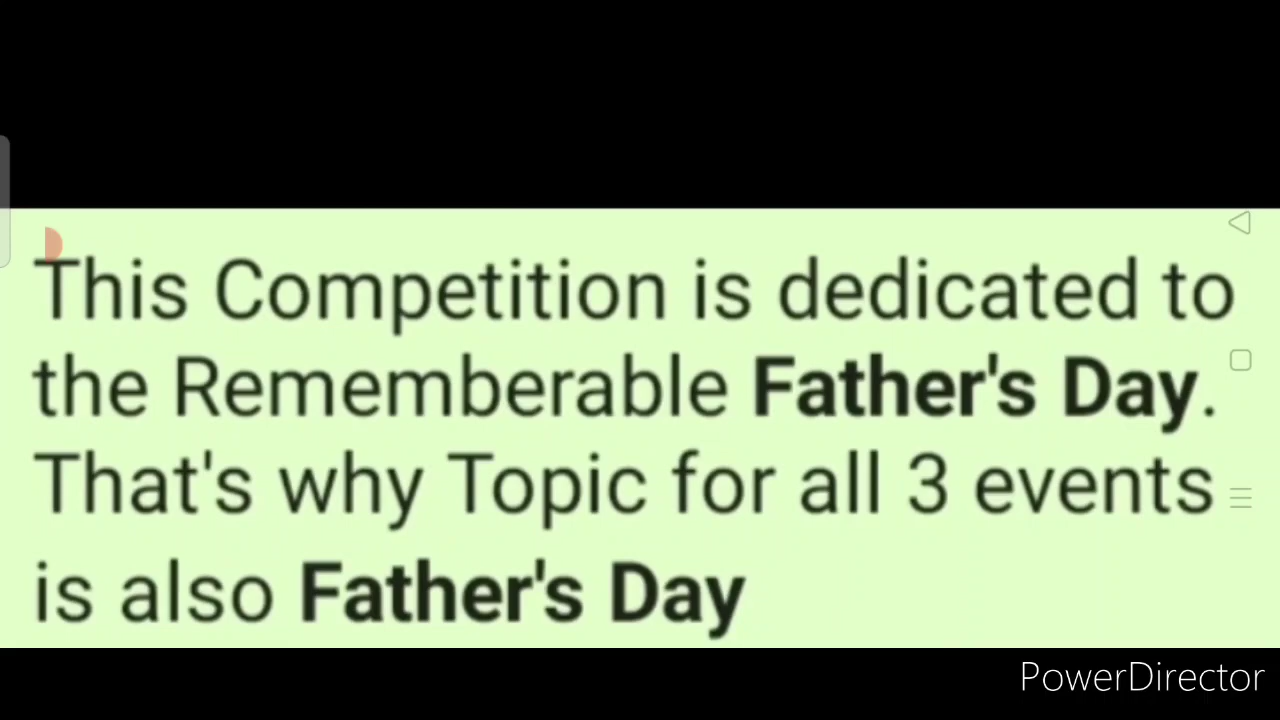 This Competition is dedicated to
the Rememberable Father's Day.
That's why Topic for all 3 events
is also Father's Day
PowerDirector